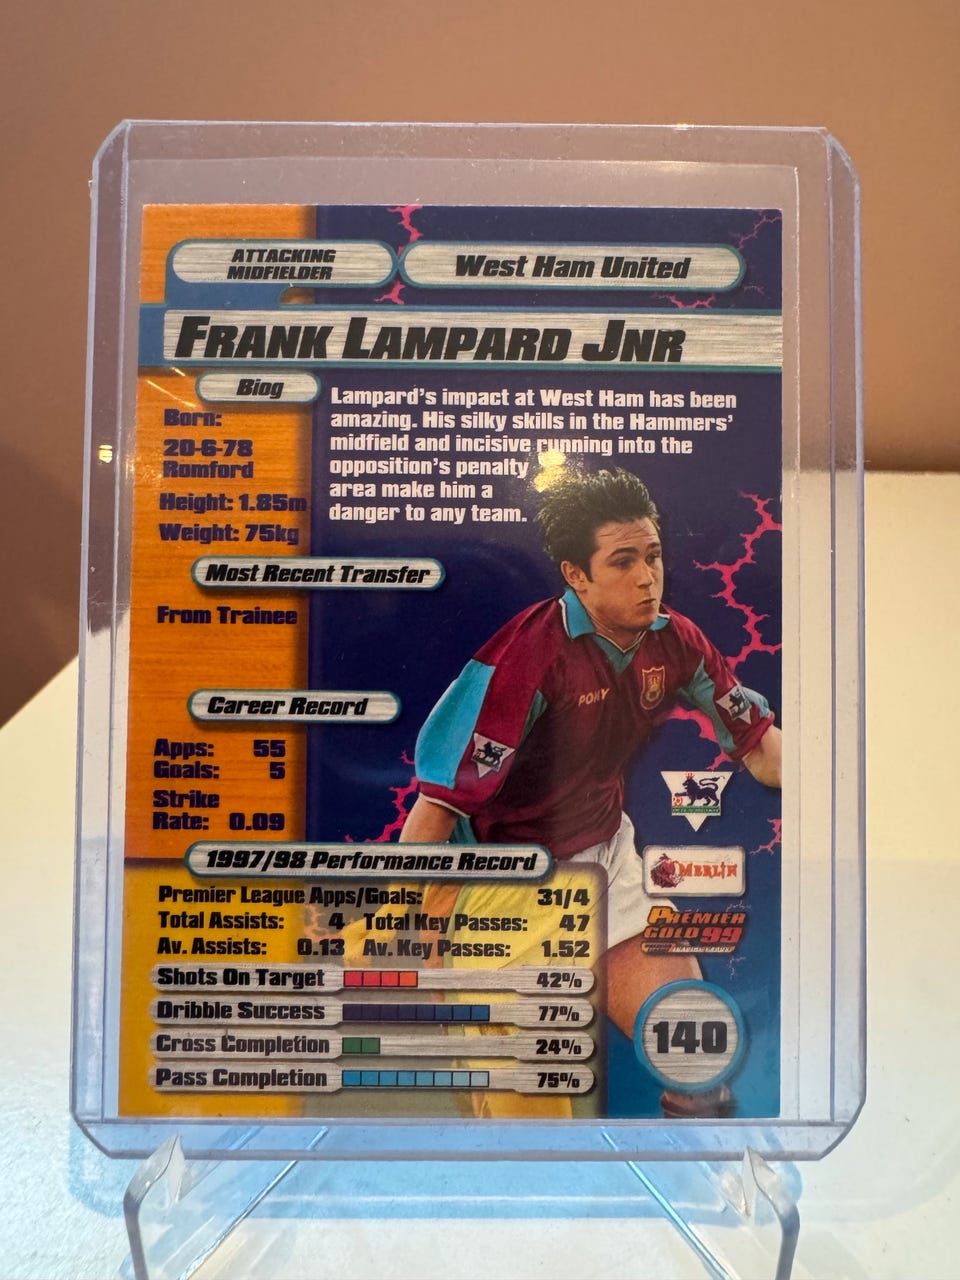 ATTACKING
MIDFIELDER
West Ham United
FRANK LAMPARD JNR
Biog
Born:
20-6-78
Romford
Height: 1.85m
Weight: 75kg
Lampard's impact at West Ham has been
amazing. His silky skills in the Hammers'
midfield and incisive running into the
opposition's penalty
area make him a
danger to any team.
Most Recent Transfer
From Trainee
Career Record
Apps: 55
Goals: 5
Strike
Rate: 0.09
PONY
1997/98 Performance Record
Premier League Apps/Goals: 31/4
Total Assists: 4 Total Key Passes: 47
Av. Assists: 0.13 Av. Key Passes: 1.52
Shots On Target 42%
Dribble Success 77%
Cross Completion 24%
Pass Completion 75%
MERLIN
PREMIER
GOLD 99
140